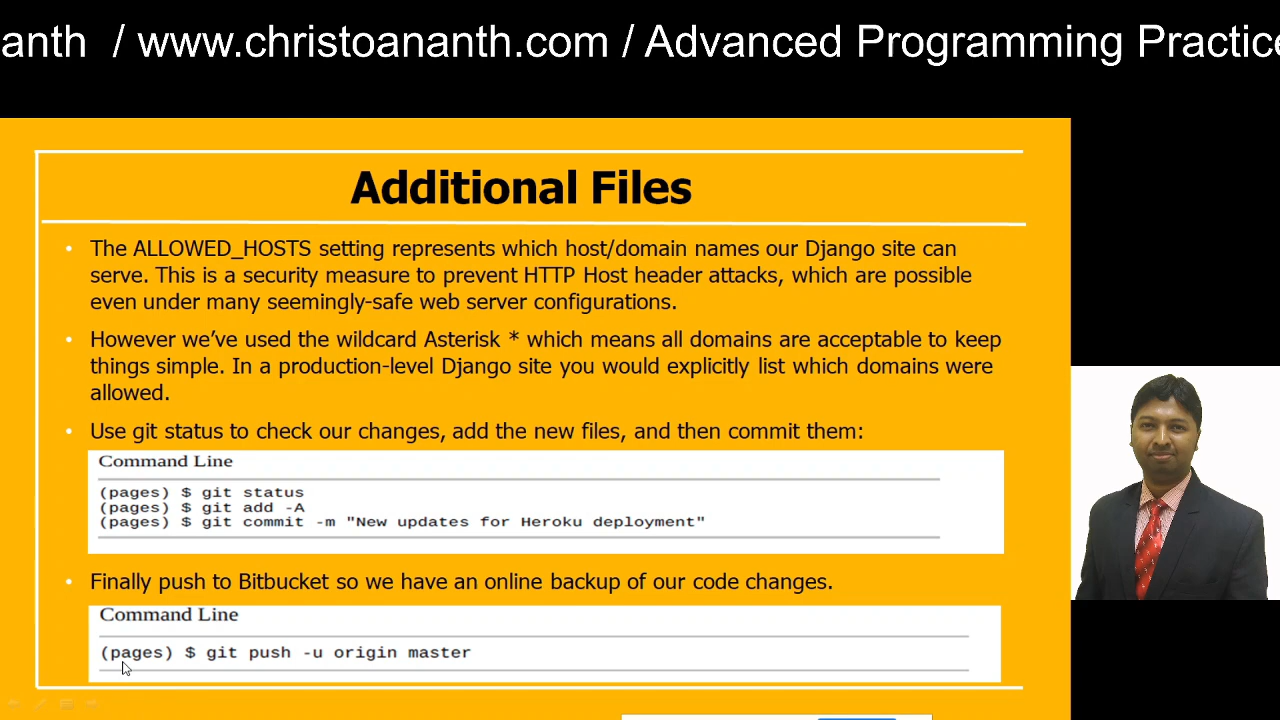 anth / www.christoananth.com / Advanced Programming Practice
Additional Files
• The ALLOWED_HOSTS setting represents which host/domain names our Django site can
serve. This is a security measure to prevent HTTP Host header attacks, which are possible
even under many seemingly-safe web server configurations.
• However we’ve used the wildcard Asterisk * which means all domains are acceptable to keep
things simple. In a production-level Django site you would explicitly list which domains were
allowed.
• Use git status to check our changes, add the new files, and then commit them:
Command Line
(pages) $ git status
(pages) $ git add -A
(pages) $ git commit -m "New updates for Heroku deployment"
• Finally push to Bitbucket so we have an online backup of our code changes.
Command Line
(pages) $ git push -u origin master